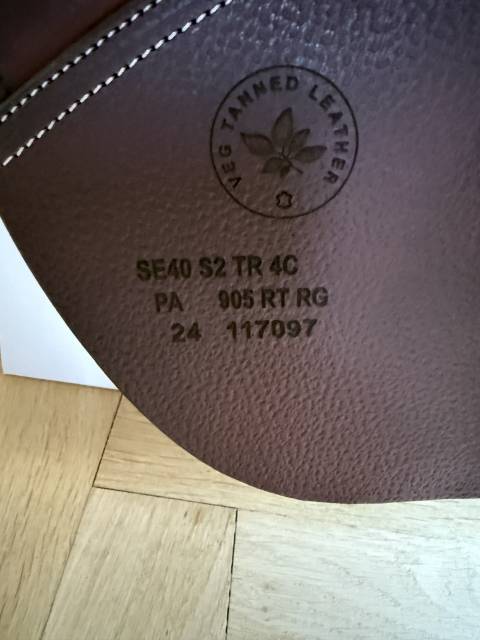 VEG TANNED LEATHER
SE40 S2 TR 4C
PA 905 RT RG
24 117097